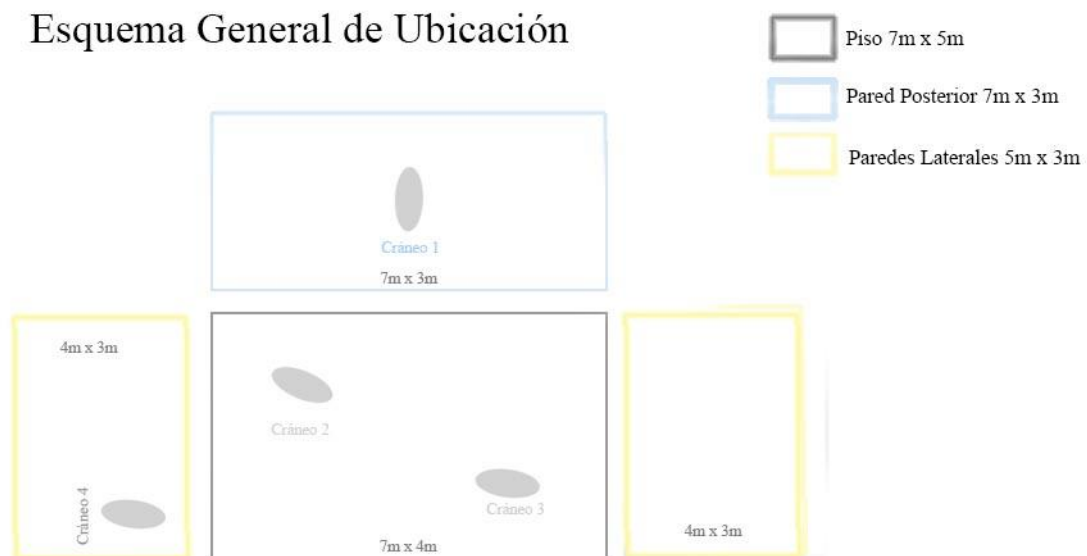 Esquema General de Ubicación
Piso 7m x 5m
Pared Posterior 7m x 3m
Paredes Laterales 5m x 3m
Cráneo 1
7m x 3m
4m x 3m
Cráneo 2
Cráneo 4
Cráneo 3
7m x 4m
4m x 3m